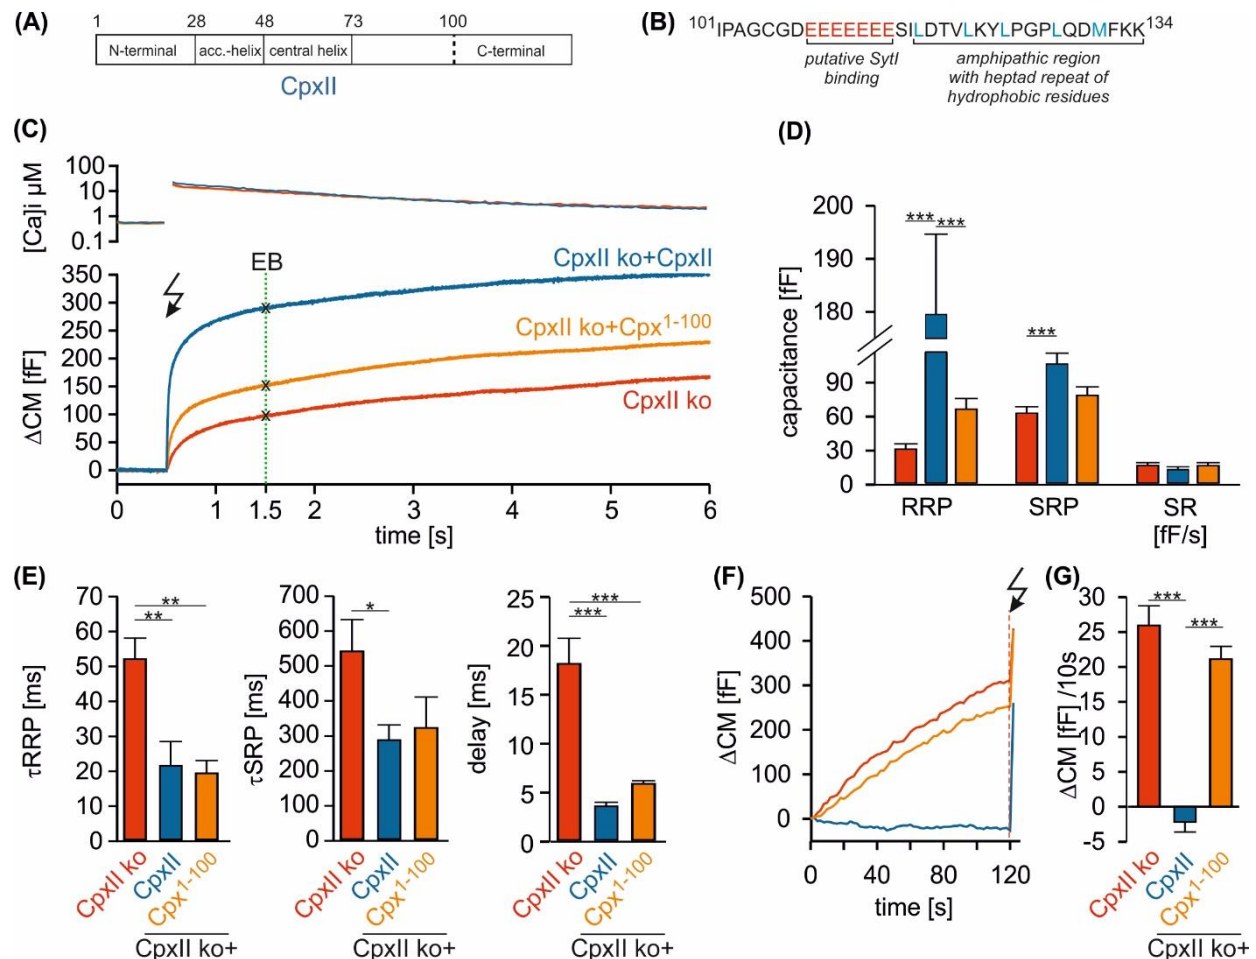 (A)
1 28 48 73 100
N-terminal acc.-helix central helix C-terminal
CpxII
(B)
101IPAGCGDEEEEEEESILDTVLKYLPGPLQDMFKK134
putative SytI
binding
amphipathic region
with heptad repeat of
hydrophobic residues
(C)
[Ca]i µM
100
10
1
0.1
EB
CpxII ko+CpxII
CpxII ko+Cpx1-100
CpxII ko
ΔCM [fF]
350
300
250
200
150
100
50
0
0 1 1.5 2 3 4 5 6
time [s]
(D)
capacitance [fF]
200
195
180
90
60
30
0
*** ***
***
RRP SRP SR
[fF/s]
(E)
τRRP [ms]
70
60
50
40
30
20
10
0
**
**
CpxII ko CpxII Cpx1-100
CpxII ko+
τSRP [ms]
700
600
500
400
300
200
100
0
*
CpxII ko CpxII Cpx1-100
CpxII ko+
delay [ms]
25
20
15
10
5
0
***
***
CpxII ko CpxII Cpx1-100
CpxII ko+
(F)
ΔCM [fF]
500
400
300
200
100
0
0 40 80 120
time [s]
(G)
ΔCM [fF] /10s
30
25
20
15
10
5
0
-5
***
***
CpxII ko CpxII Cpx1-100
CpxII ko+